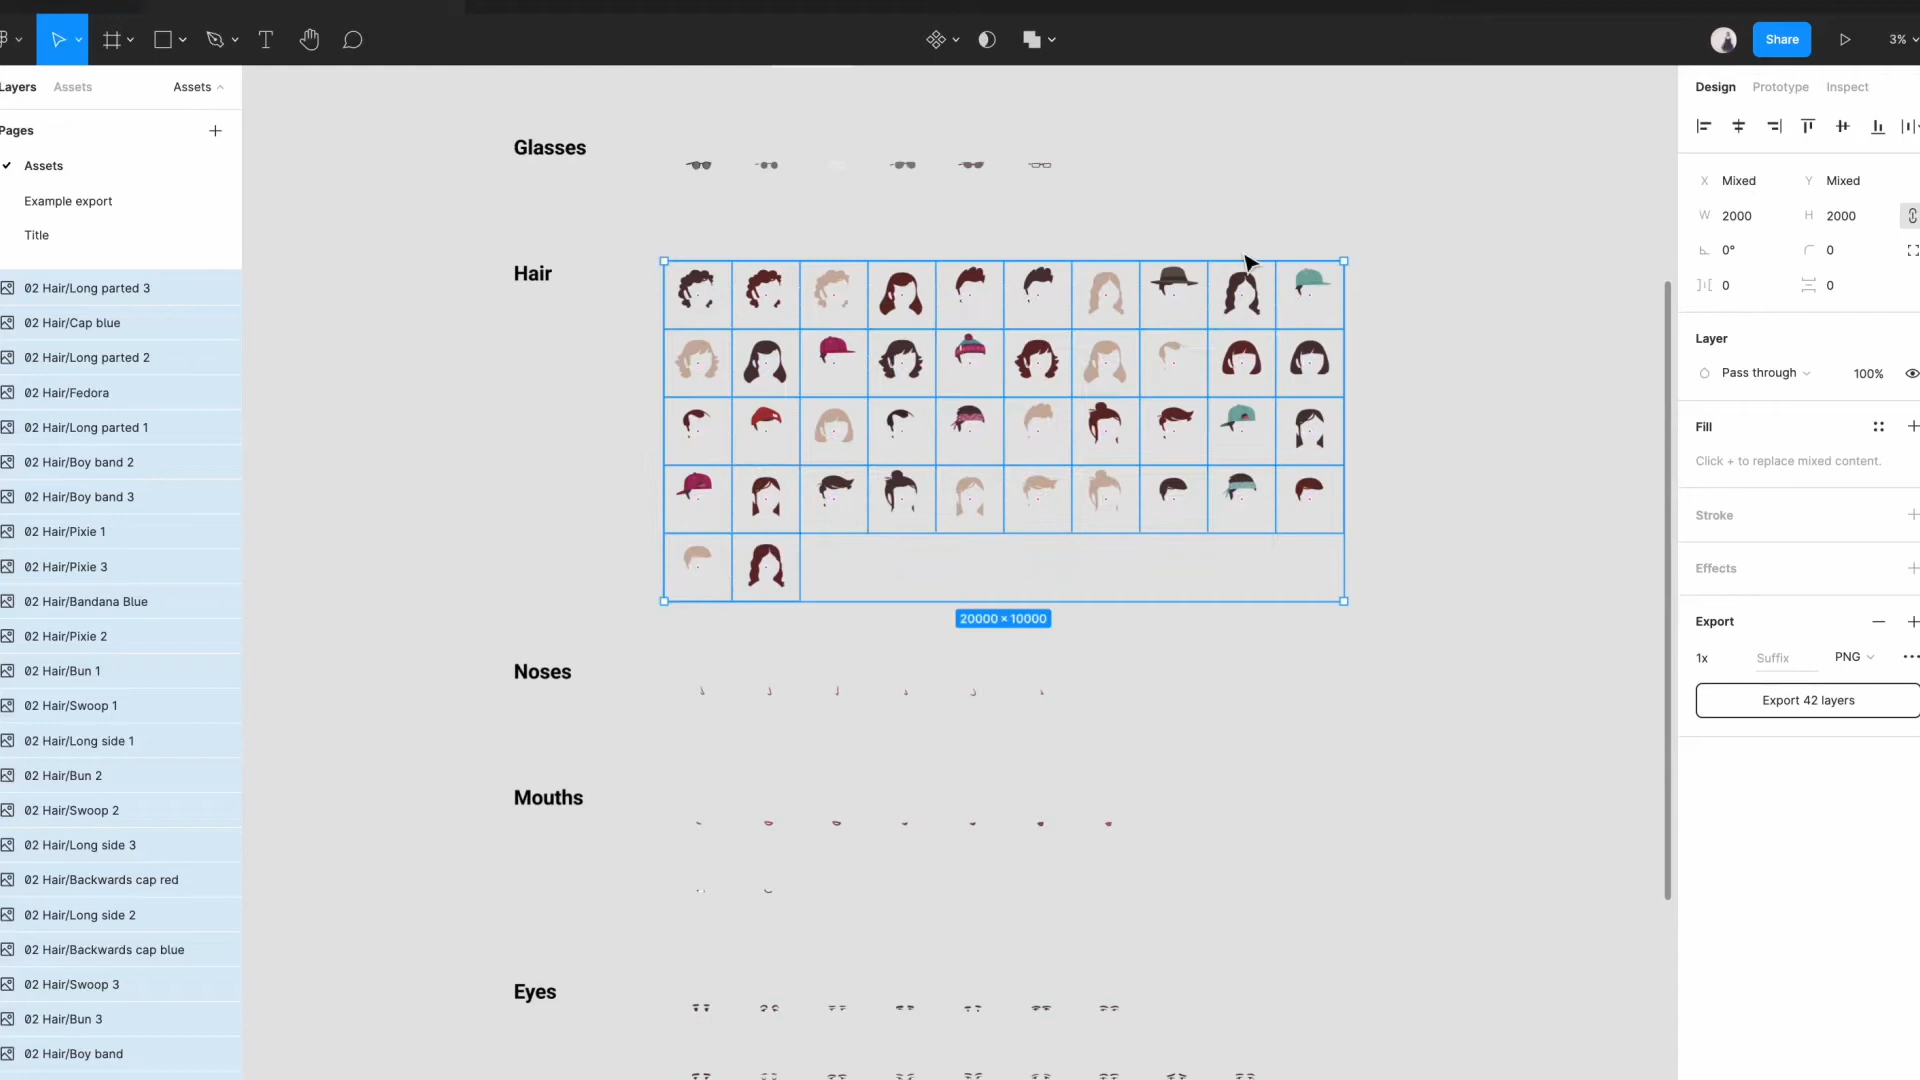 Share
3%
Layers
Assets
Assets
Pages
Assets
Example export
Title
02 Hair/Long parted 3
02 Hair/Cap blue
02 Hair/Long parted 2
02 Hair/Fedora
02 Hair/Long parted 1
02 Hair/Boy band 2
02 Hair/Boy band 3
02 Hair/Pixie 1
02 Hair/Pixie 3
02 Hair/Bandana Blue
02 Hair/Pixie 2
02 Hair/Bun 1
02 Hair/Swoop 1
02 Hair/Long side 1
02 Hair/Bun 2
02 Hair/Swoop 2
02 Hair/Long side 3
02 Hair/Backwards cap red
02 Hair/Long side 2
02 Hair/Backwards cap blue
02 Hair/Swoop 3
02 Hair/Bun 3
02 Hair/Boy band
Glasses
Hair
20000 × 10000
Noses
Mouths
Eyes
Design
Prototype
Inspect
X Mixed
Y Mixed
W 2000
H 2000
0°
0
0
0
Layer
Pass through
100%
Fill
Click + to replace mixed content.
Stroke
Effects
Export
1x
Suffix
PNG
Export 42 layers